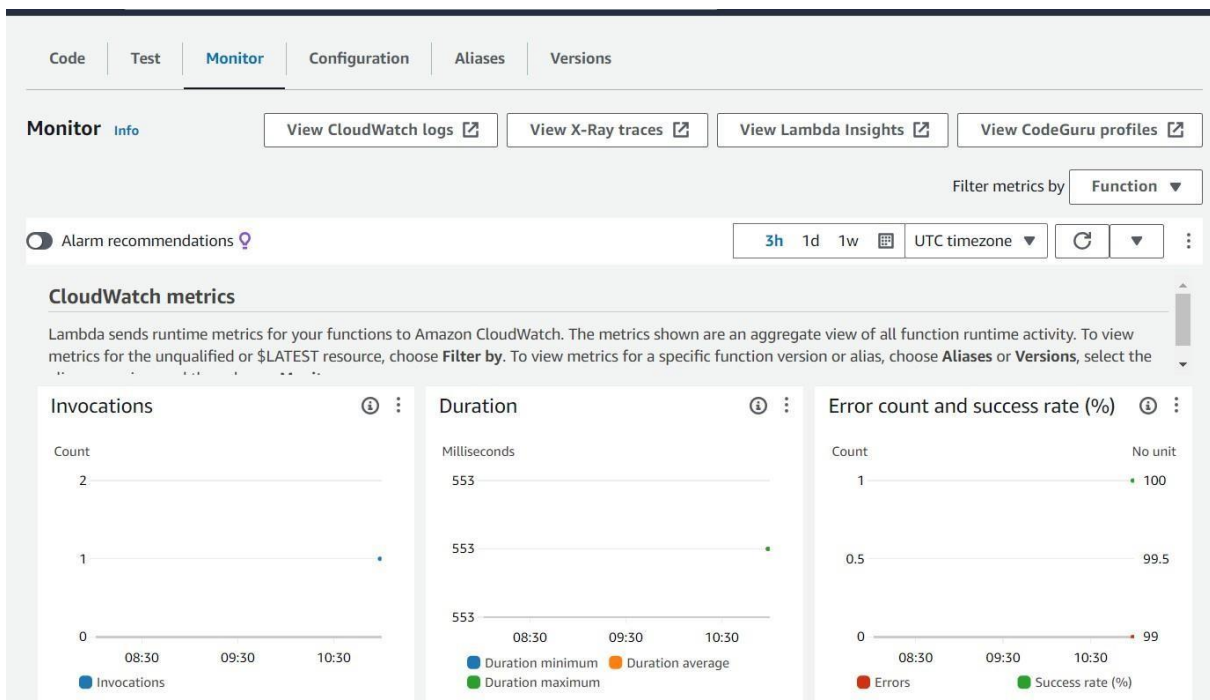 Code Test Monitor Configuration Aliases Versions
Monitor Info View CloudWatch logs View X-Ray traces View Lambda Insights View CodeGuru profiles
Filter metrics by Function
Alarm recommendations 3h 1d 1w UTC timezone
CloudWatch metrics
Lambda sends runtime metrics for your functions to Amazon CloudWatch. The metrics shown are an aggregate view of all function runtime activity. To view
metrics for the unqualified or $LATEST resource, choose Filter by. To view metrics for a specific function version or alias, choose Aliases or Versions, select the
Invocations
Count
2
1
0
08:30 09:30 10:30
Invocations
Duration
Milliseconds
553
553
553
08:30 09:30 10:30
Duration minimum Duration average
Duration maximum
Error count and success rate (%)
Count No unit
1 100
0.5 99.5
0 99
08:30 09:30 10:30
Errors Success rate (%)